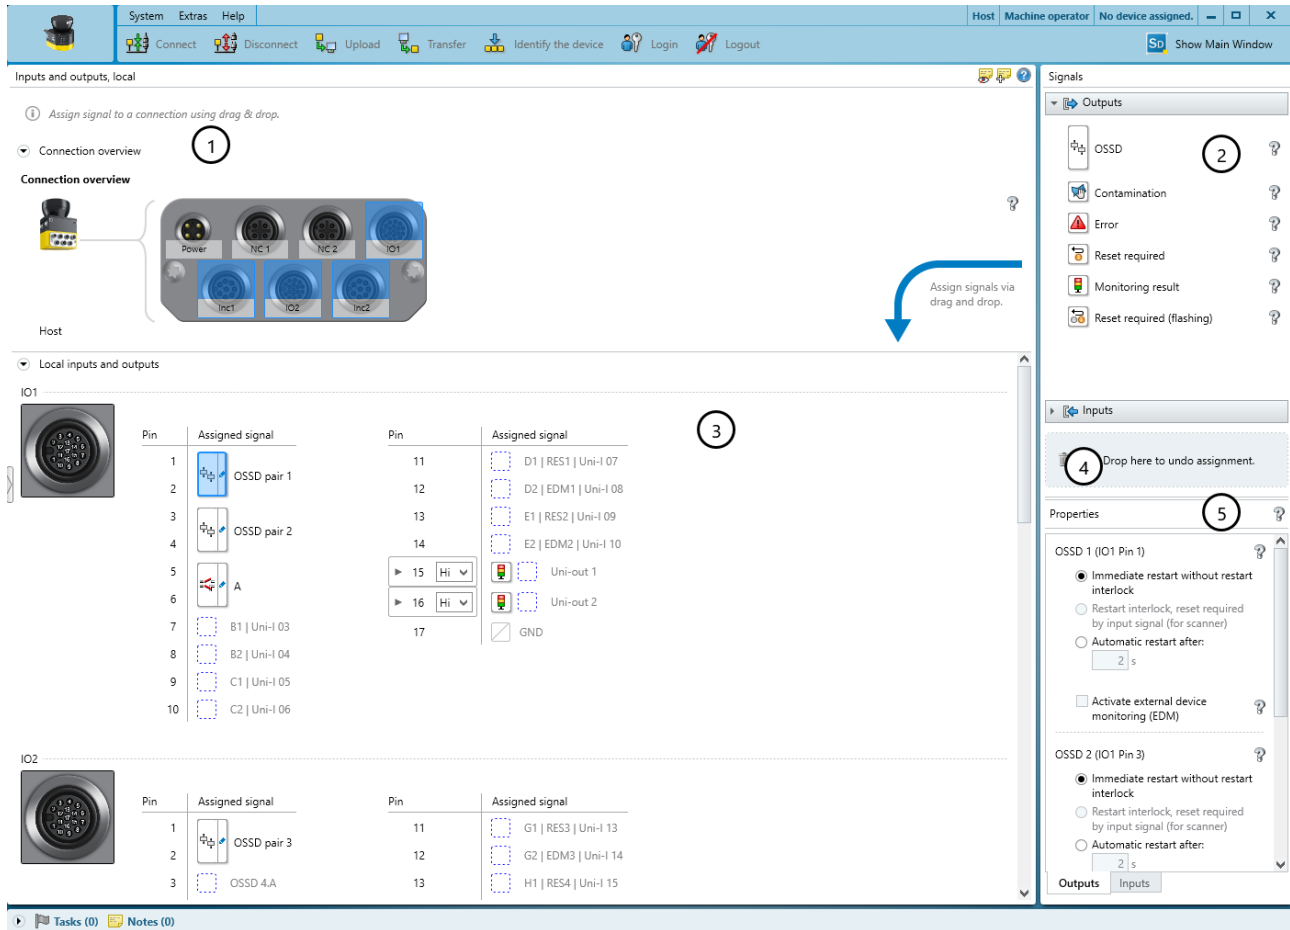 System Extras Help
Host Machine operator No device assigned.
Connect Disconnect Upload Transfer Identify the device Login Logout
SD Show Main Window
Inputs and outputs, local
Assign signal to a connection using drag & drop.
1
Connection overview
Connection overview
Power NC 1 NC 2 IO1
Inc1 IO2 Inc2
Host
Assign signals via
drag and drop.
Local inputs and outputs
IO1
3
Pin Assigned signal Pin Assigned signal
1 11 D1 | RES1 | Uni-I 07
OSSD pair 1
2 12 D2 | EDM1 | Uni-I 08
3 13 E1 | RES2 | Uni-I 09
OSSD pair 2
4 14 E2 | EDM2 | Uni-I 10
5 15 Hi Uni-out 1
A
6 16 Hi Uni-out 2
7 B1 | Uni-I 03 17 GND
8 B2 | Uni-I 04
9 C1 | Uni-I 05
10 C2 | Uni-I 06
IO2
Pin Assigned signal Pin Assigned signal
1 11 G1 | RES3 | Uni-I 13
OSSD pair 3
2 12 G2 | EDM3 | Uni-I 14
3 OSSD 4.A 13 H1 | RES4 | Uni-I 15
Signals
Outputs
OSSD 2
Contamination
Error
Reset required
Monitoring result
Reset required (flashing)
Inputs
4 Drop here to undo assignment.
Properties 5
OSSD 1 (IO1 Pin 1)
Immediate restart without restart
interlock
Restart interlock, reset required
by input signal (for scanner)
Automatic restart after:
2 s
Activate external device
monitoring (EDM)
OSSD 2 (IO1 Pin 3)
Immediate restart without restart
interlock
Restart interlock, reset required
by input signal (for scanner)
Automatic restart after:
2 s
Outputs Inputs
Tasks (0) Notes (0)